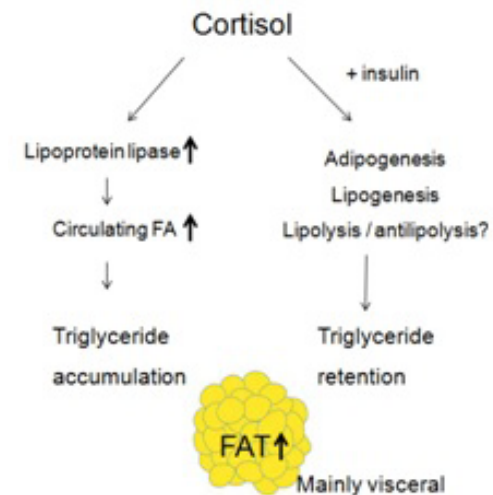 Cortisol
+ insulin
Lipoprotein lipase ↑
Circulating FA ↑
Triglyceride
accumulation
Adipogenesis
Lipogenesis
Lipolysis / antilipolysis?
Triglyceride
retention
FAT↑
Mainly visceral